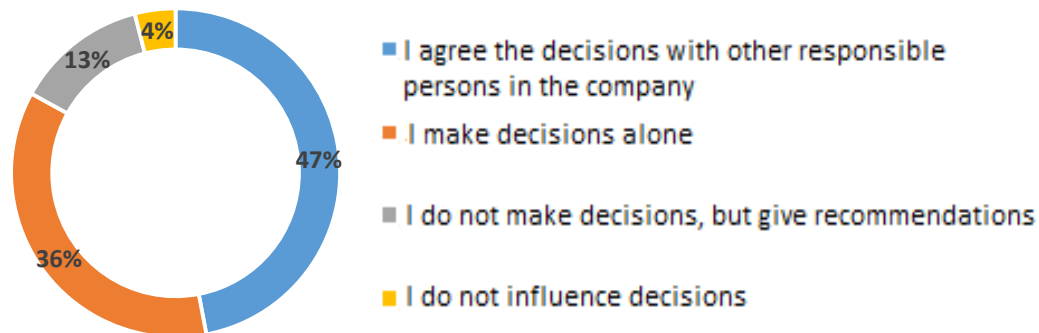 4%
13%
47%
36%
I agree the decisions with other responsible
persons in the company
I make decisions alone
I do not make decisions, but give recommendations
I do not influence decisions